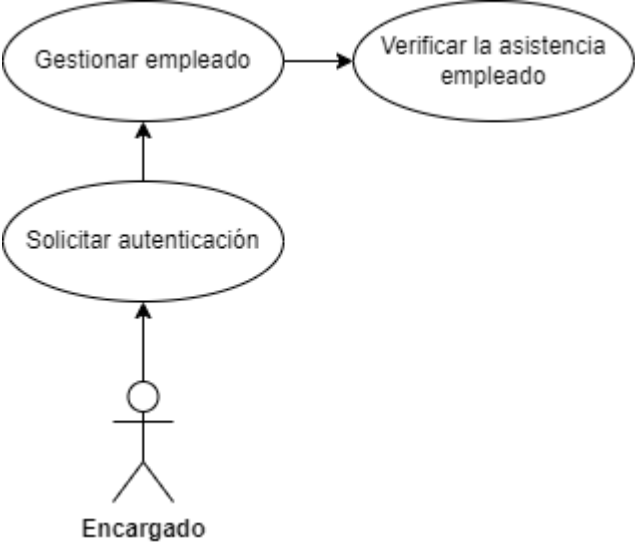 Gestionar empleado
Verificar la asistencia
empleado
Solicitar autenticación
Encargado